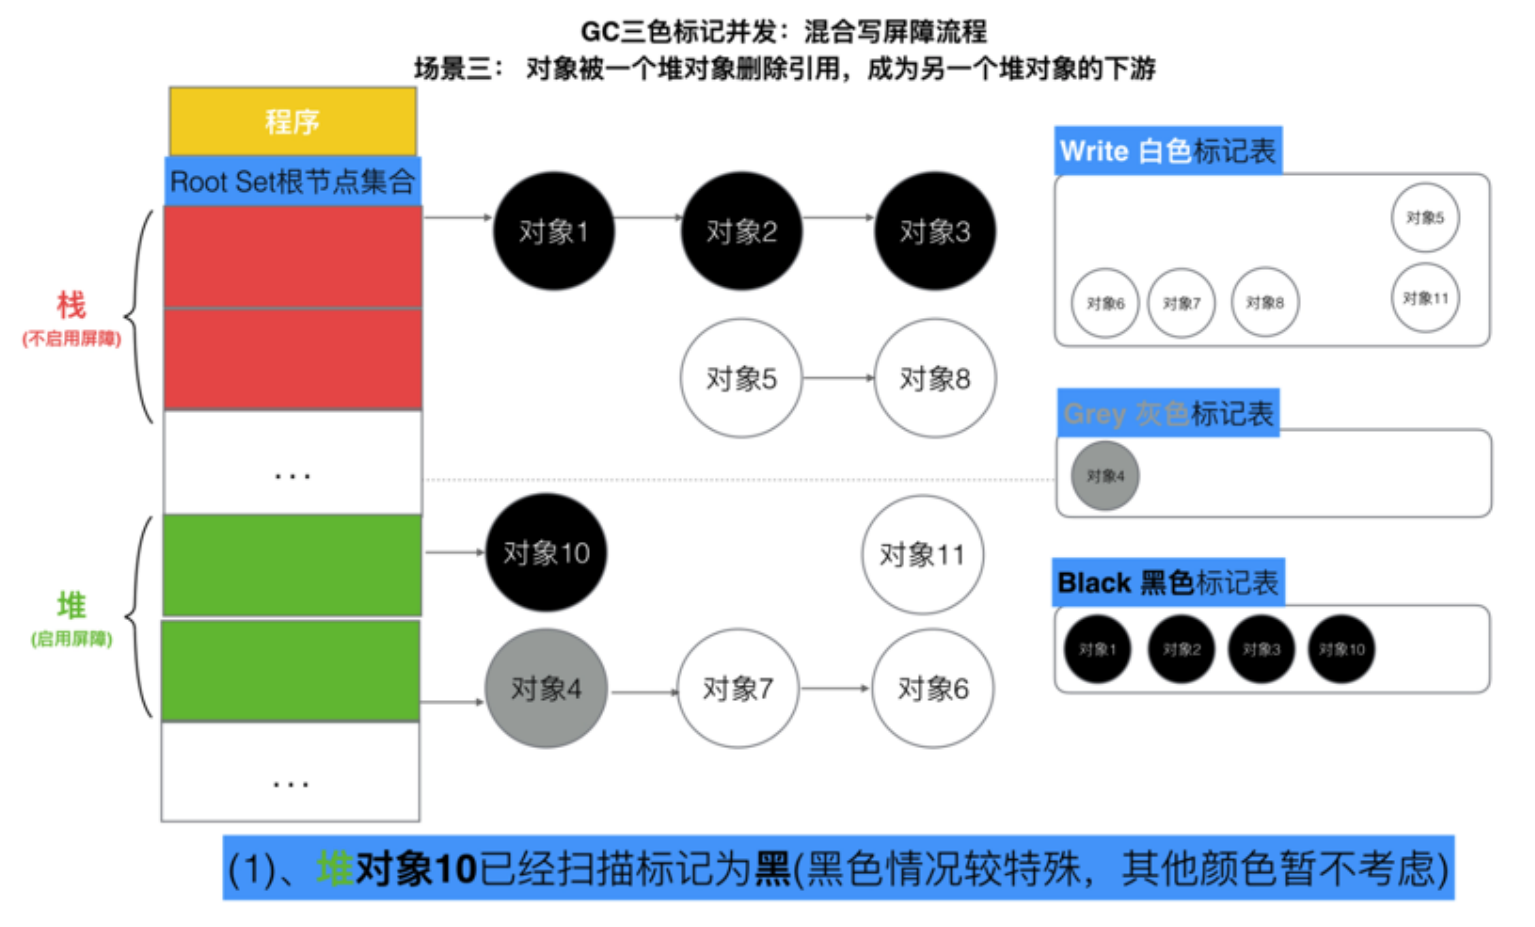 GC三色标记并发：混合写屏障流程
场景三： 对象被一个堆对象删除引用，成为另一个堆对象的下游
程序
Root Set根节点集合
栈
(不启用屏障)
...
堆
(启用屏障)
...
对象1
对象2
对象3
对象5
对象8
对象10
对象11
对象4
对象7
对象6
Write 白色标记表
对象5
对象6
对象7
对象8
对象11
Grey 灰色标记表
对象4
Black 黑色标记表
对象1
对象2
对象3
对象10
(1)、堆对象10已经扫描标记为黑(黑色情况较特殊，其他颜色暂不考虑)